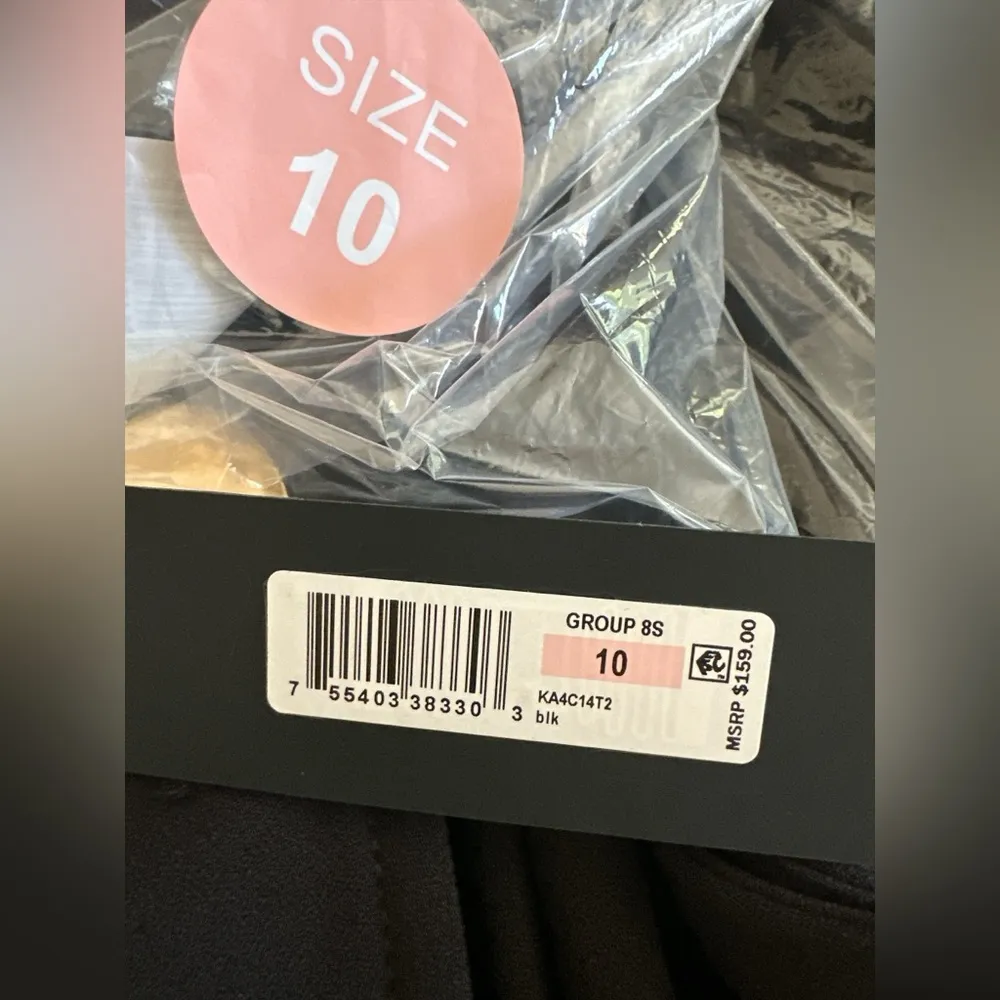 SIZE
10
7 55403 38330 3
GROUP 8S
10
KA4C14T2
blk
MSRP $159.00